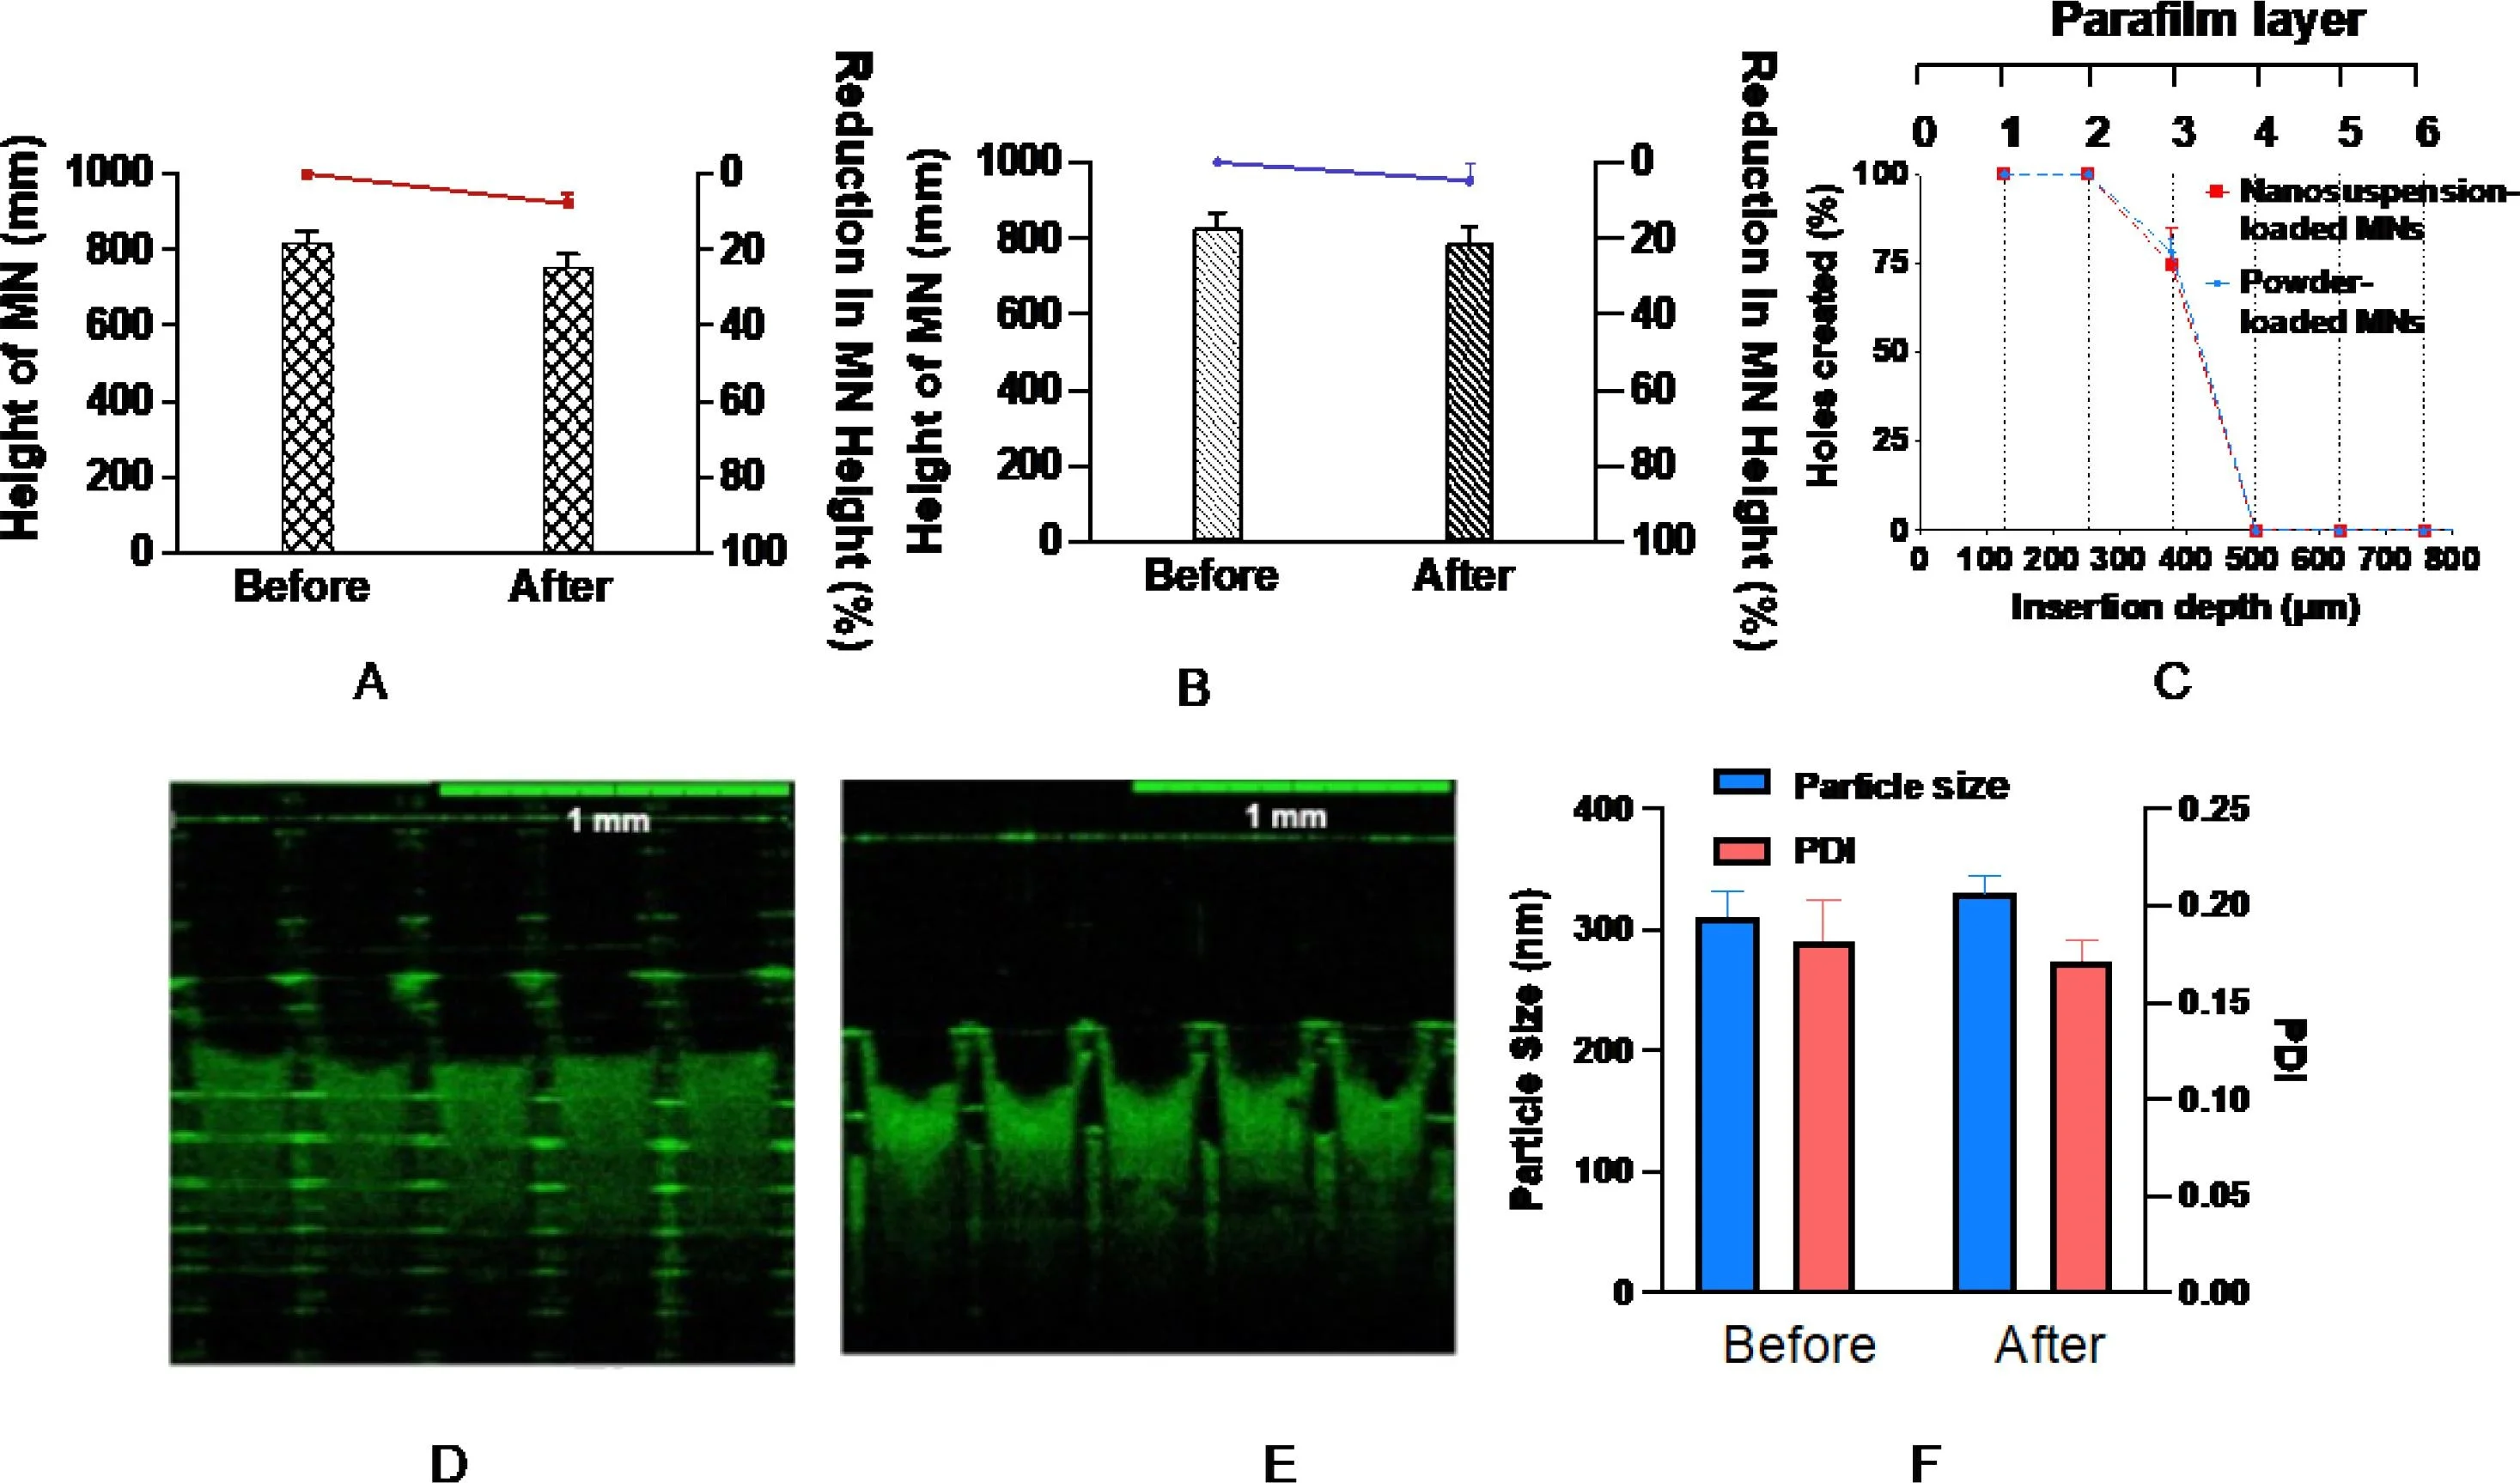 Height of MN (mm)
1000
800
600
400
200
0
Before After
0
20
40
60
80
100
Reduction In MN Height (%)
A
Height of MN (mm)
1000
800
600
400
200
0
Before After
0
20
40
60
80
100
Reduction In MN Height (%)
B
Parafilm layer
0 1 2 3 4 5 6
Holes created (%)
100
75
50
25
0
Nanosuspension-
loaded MNs
Powder-
loaded MNs
0 100 200 300 400 500 600 700 800
Insertion depth (µm)
C
1 mm
D
1 mm
E
Particle size
PDI
Particle Size (nm)
400
300
200
100
0
0.25
0.20
0.15
0.10
0.05
0.00
PDI
Before After
F